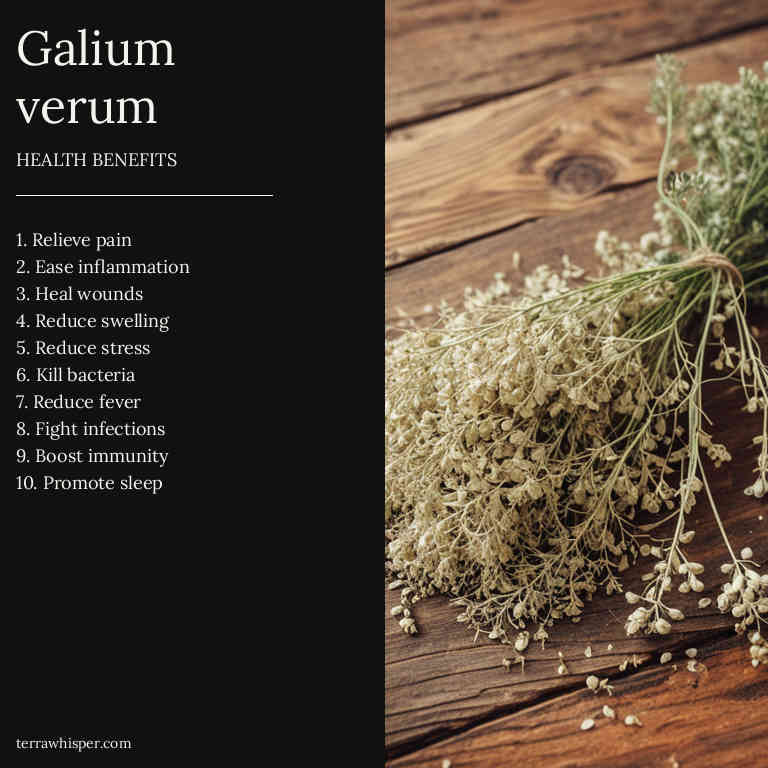 Galium
verum
HEALTH BENEFITS
1. Relieve pain
2. Ease inflammation
3. Heal wounds
4. Reduce swelling
5. Reduce stress
6. Kill bacteria
7. Reduce fever
8. Fight infections
9. Boost immunity
10. Promote sleep
terrawhisper.com